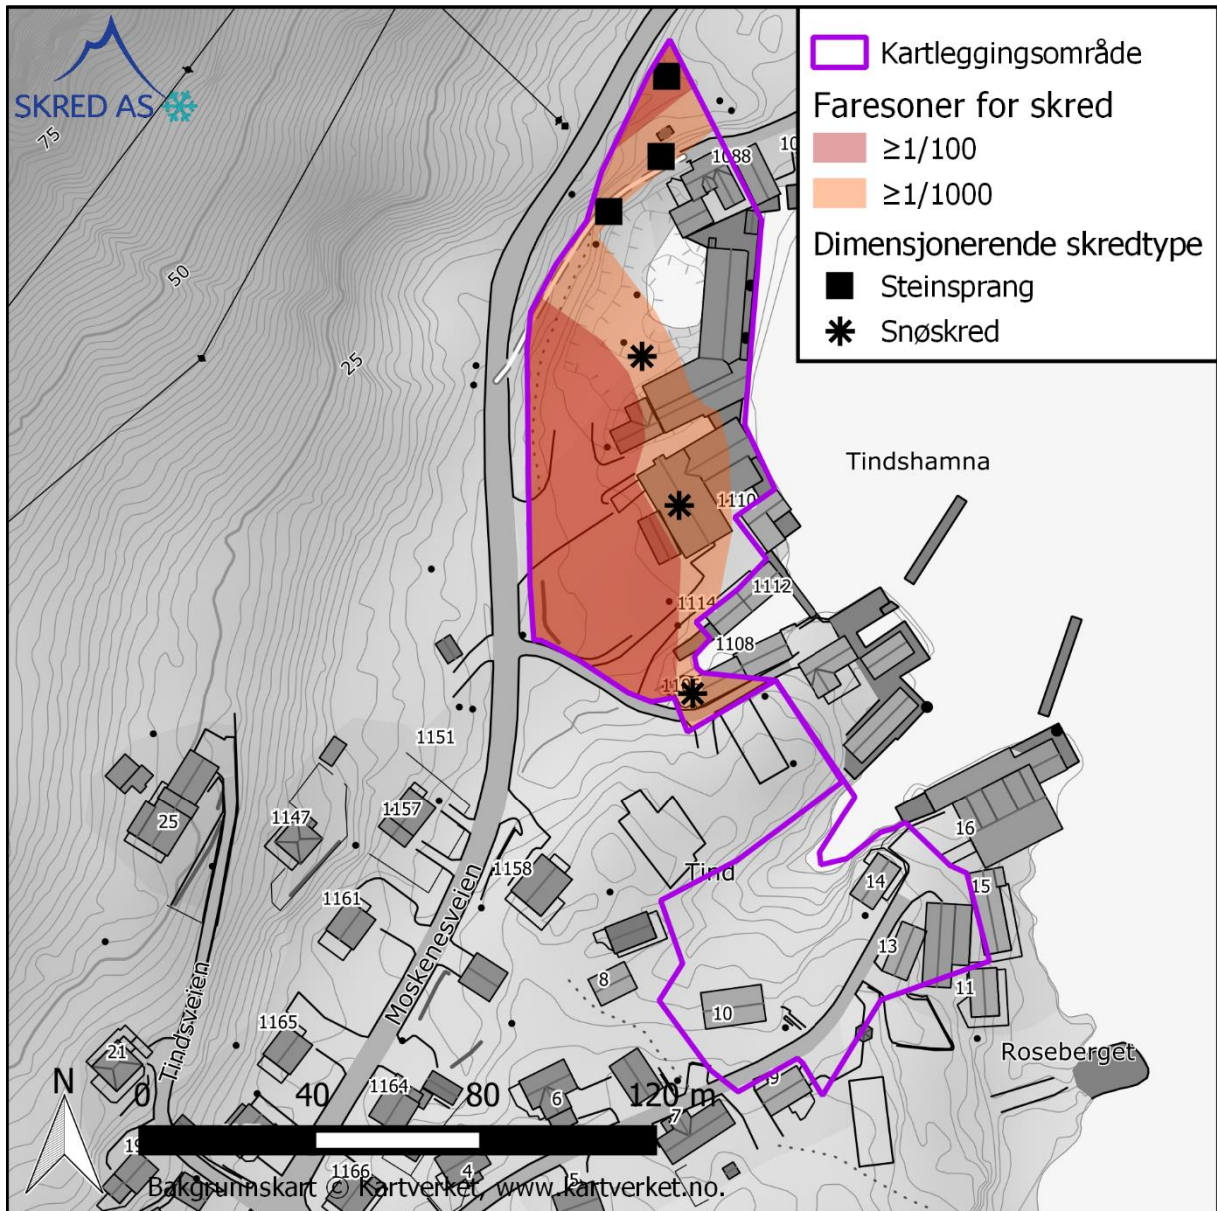 SKRED AS
Kartleggingsområde
Faresoner for skred
≥1/100
≥1/1000
Dimensjonerende skredtype
Steinsprang
Snøskred
75
50
25
1088
10
Tindshamna
1110
1112
1114
1108
1151
1147
1157
25
1158
Tind
16
14
15
13
11
1161
8
10
Moskenesveien
Tindsveien
1165
21
1164
Roseberget
9
6
7
N
0 40 80 120 m
19
1166
4
5
Bakgrunnskart © Kartverket, www.kartverket.no.